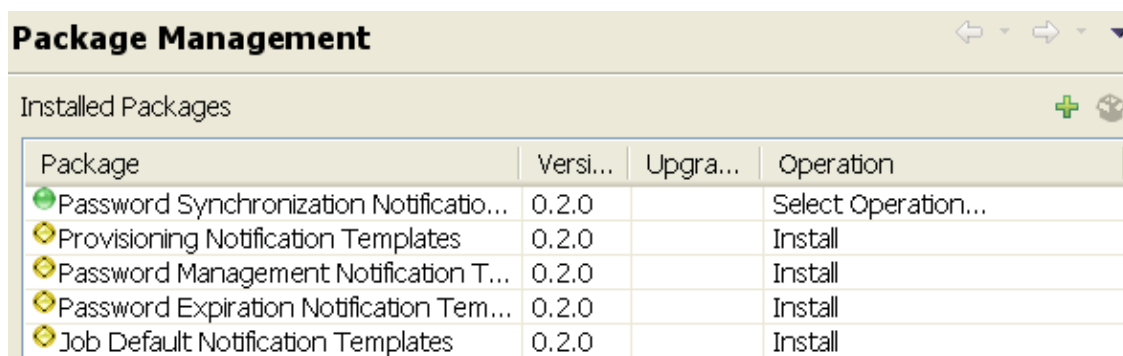 Package Management
Installed Packages
Package Versi... Upgra... Operation
Password Synchronization Notificatio... 0.2.0 Select Operation...
Provisioning Notification Templates 0.2.0 Install
Password Management Notification T... 0.2.0 Install
Password Expiration Notification Tem... 0.2.0 Install
Job Default Notification Templates 0.2.0 Install